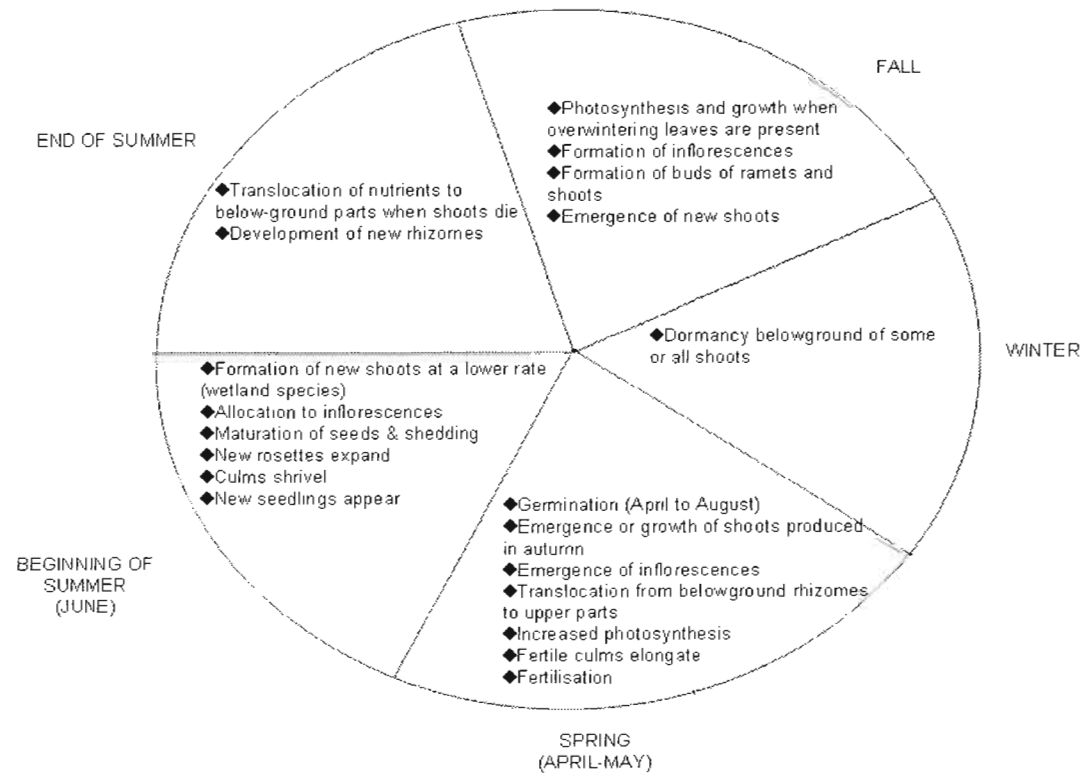 FALL
◆Photosynthesis and growth when
overwintering leaves are present
◆Formation of inflorescences
◆Formation of buds of ramets and
shoots
◆Emergence of new shoots
END OF SUMMER
◆Translocation of nutrients to
below-ground parts when shoots die
◆Development of new rhizomes
◆Dormancy belowground of some
or all shoots
WINTER
◆Formation of new shoots at a lower rate
(wetland species)
◆Allocation to inflorescences
◆Maturation of seeds & shedding
◆New rosettes expand
◆Culms shrivel
◆New seedlings appear
BEGINNING OF
SUMMER
(JUNE)
◆Germination (April to August)
◆Emergence or growth of shoots produced
in autumn
◆Emergence of inflorescences
◆Translocation from belowground rhizomes
to upper parts
◆Increased photosynthesis
◆Fertile culms elongate
◆Fertilisation
SPRING
(APRIL-MAY)